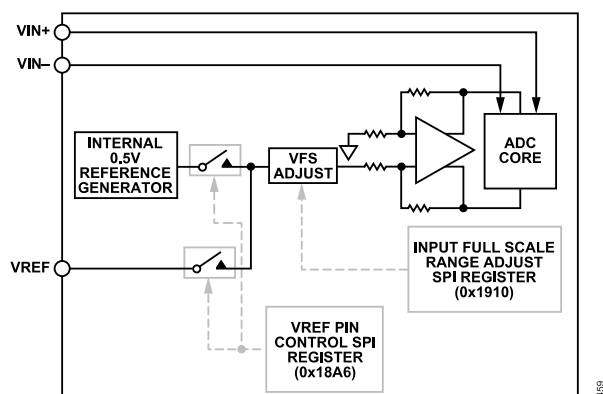 VIN+
VIN–
INTERNAL
0.5V
REFERENCE
GENERATOR
VFS
ADJUST
ADC
CORE
VREF
INPUT FULL SCALE
RANGE ADJUST
SPI REGISTER
(0x1910)
VREF PIN
CONTROL SPI
REGISTER
(0x18A6)